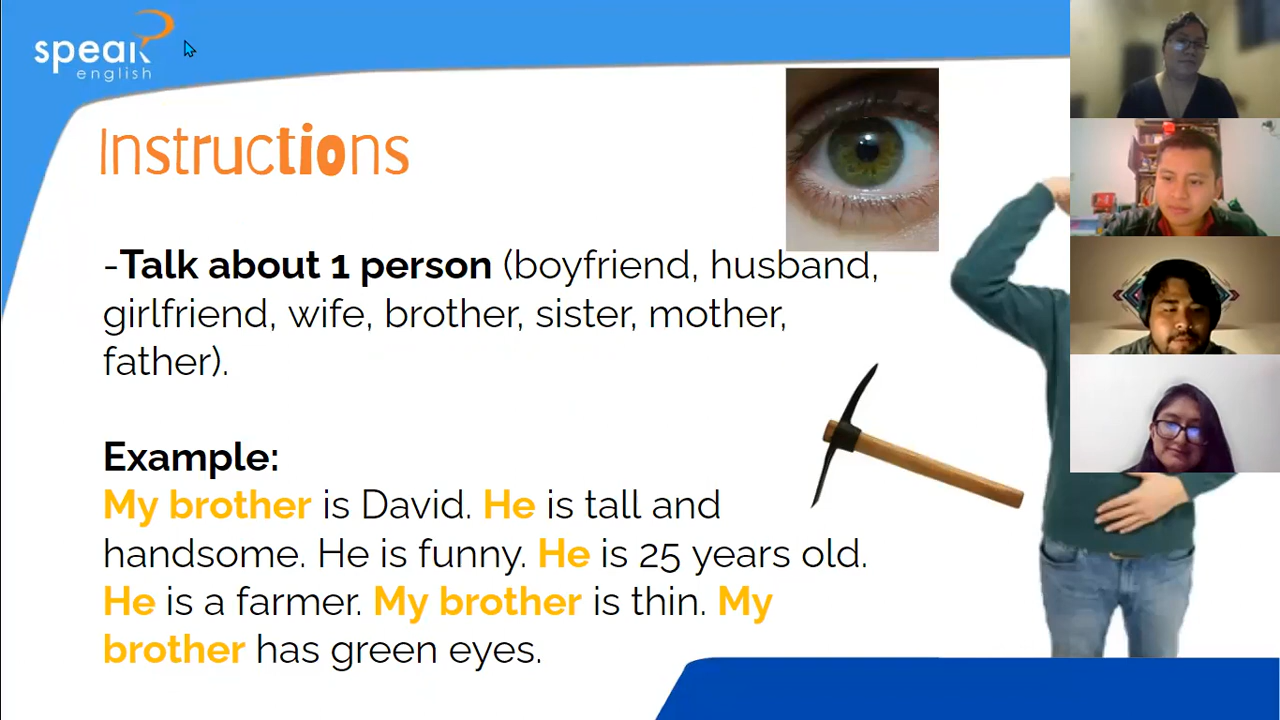 speak
english
Instructions
-Talk about 1 person (boyfriend, husband,
girlfriend, wife, brother, sister, mother,
father).
Example:
My brother is David. He is tall and
handsome. He is funny. He is 25 years old.
He is a farmer. My brother is thin. My
brother has green eyes.